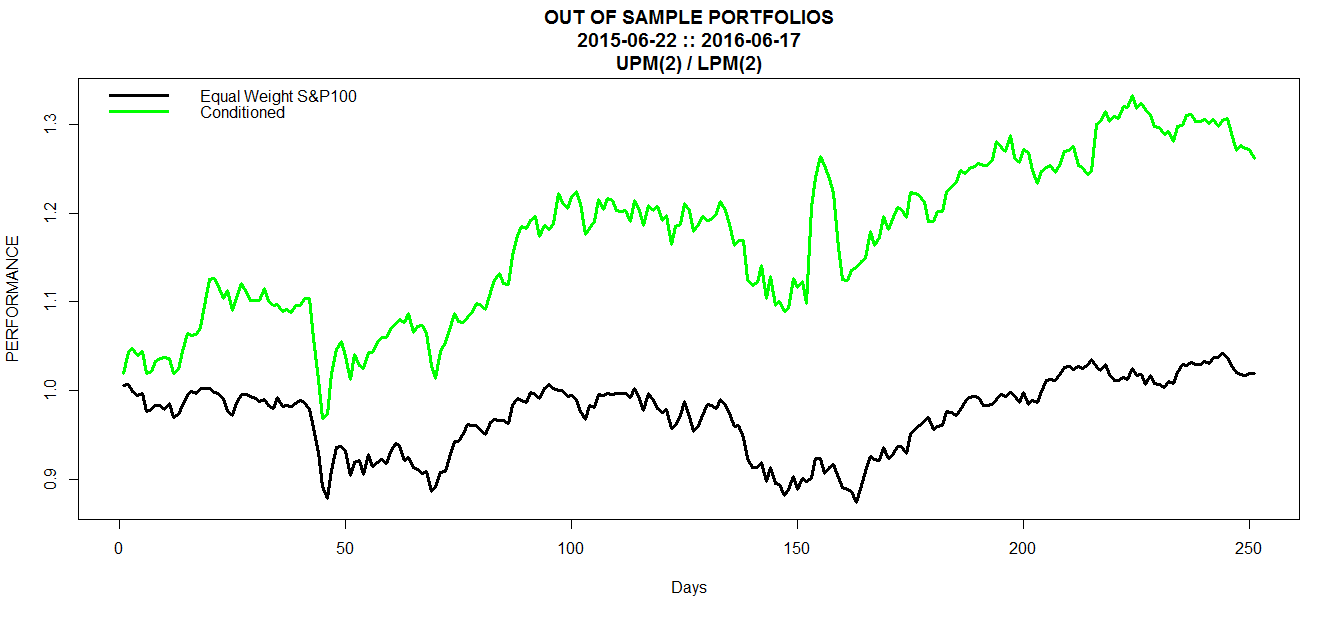 OUT OF SAMPLE PORTFOLIOS
2015-06-22 :: 2016-06-17
UPM(2) / LPM(2)
Equal Weight S&P100
Conditioned
PERFORMANCE
1.3
1.2
1.1
1.0
0.9
0 50 100 150 200 250
Days